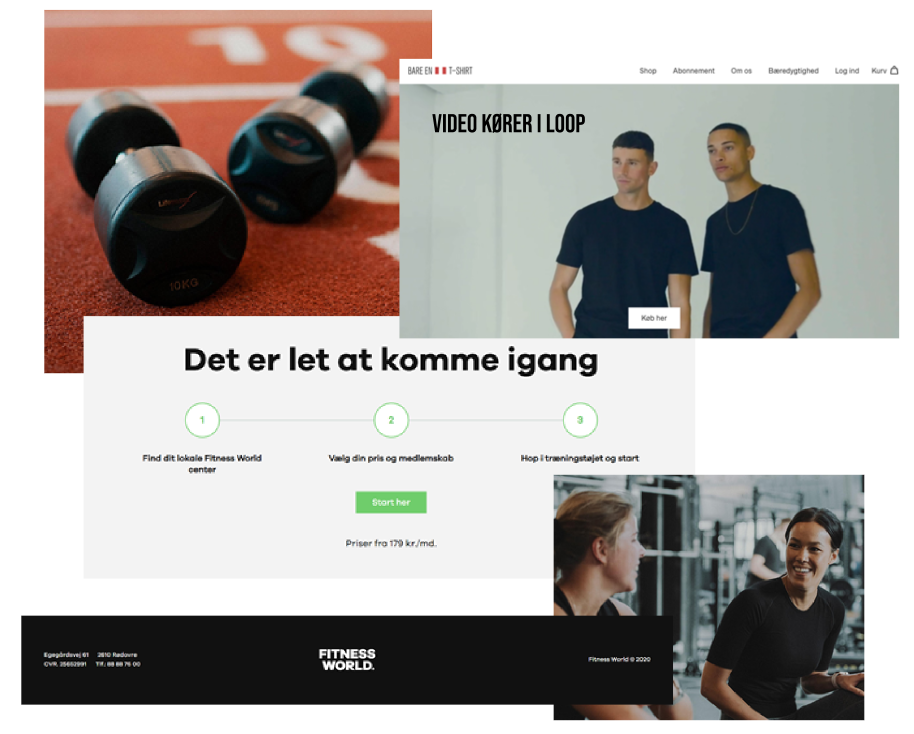 10
10KG
BARE EN T-SHIRT
Shop Abonnement Om os Bæredygtighed Log ind Kurv
VIDEO KØRER I LOOP
Køb her
Det er let at komme igang
1 2 3
Find dit lokale Fitness World
center
Vælg din pris og medlemskab
Hop i træningstøjet og start
Start her
Priser fra 179 kr./md.
Egegårdsvej 61 2610 Rødovre
CVR. 25652991 Tlf.: 88 88 76 00
FITNESS
WORLD.
Fitness World © 2020